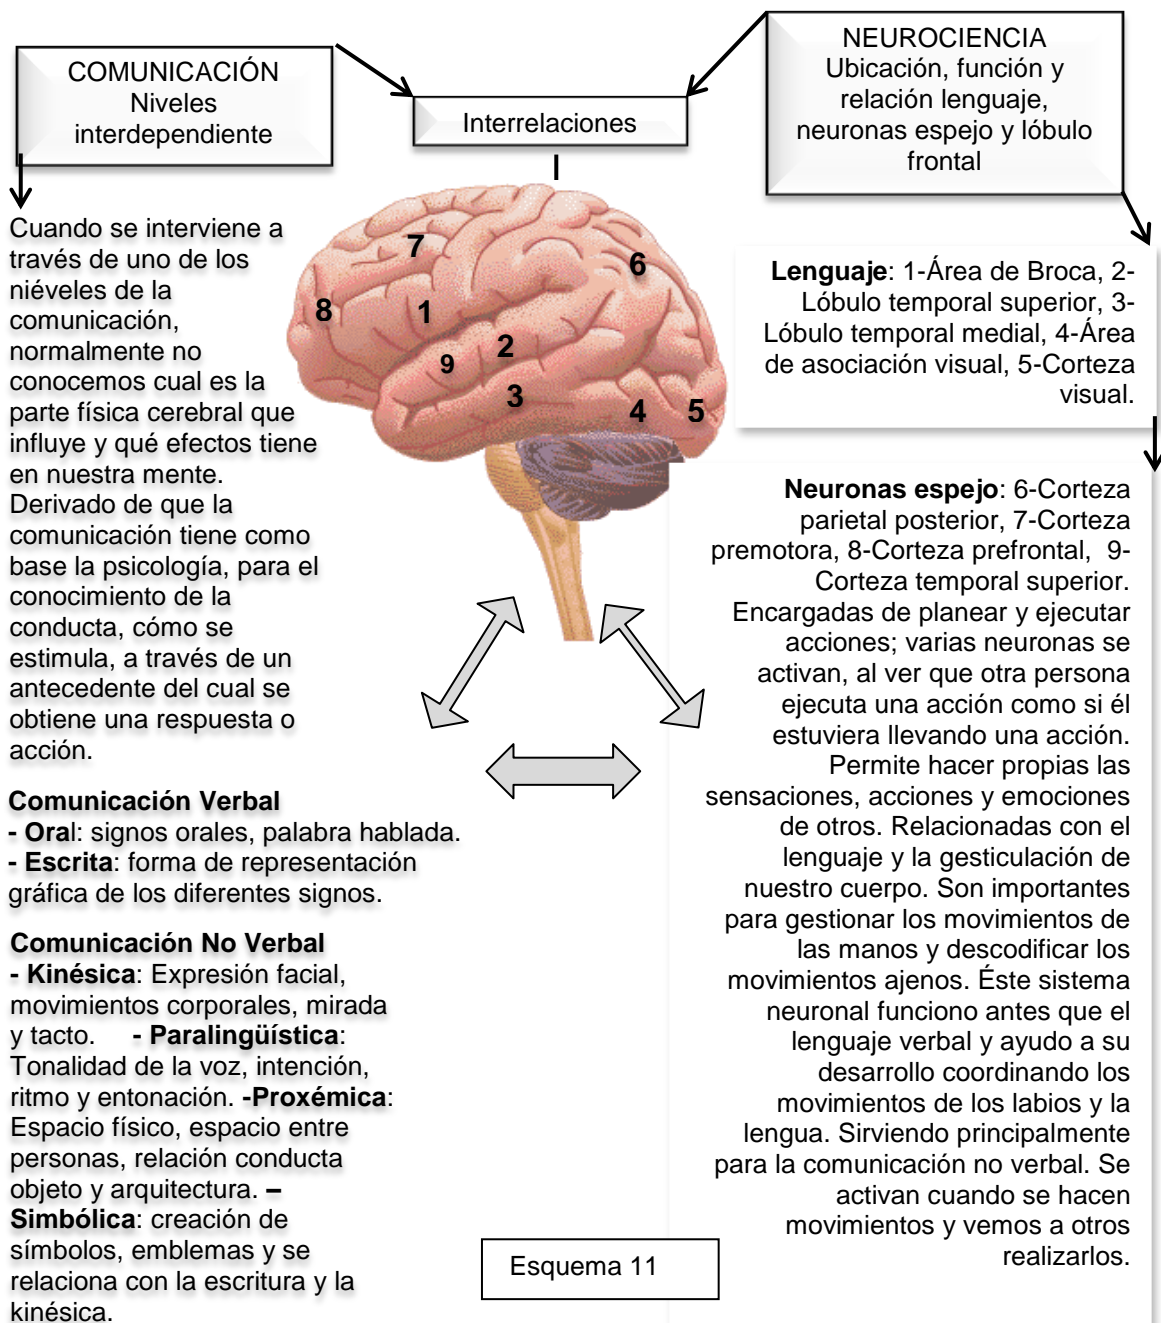 COMUNICACIÓN
Niveles
interdependiente
Interrelaciones
NEUROCIENCIA
Ubicación, función y
relación lenguaje,
neuronas espejo y lóbulo
frontal
Cuando se interviene a
través de uno de los
niéveles de la
comunicación,
normalmente no
conocemos cual es la
parte física cerebral que
influye y qué efectos tiene
en nuestra mente.
Derivado de que la
comunicación tiene como
base la psicología, para el
conocimiento de la
conducta, cómo se
estimula, a través de un
antecedente del cual se
obtiene una respuesta o
acción.
Comunicación Verbal
- Oral: signos orales, palabra hablada.
- Escrita: forma de representación
gráfica de los diferentes signos.
Comunicación No Verbal
- Kinésica: Expresión facial,
movimientos corporales, mirada
y tacto. - Paralingüística:
Tonalidad de la voz, intención,
ritmo y entonación. -Proxémica:
Espacio físico, espacio entre
personas, relación conducta
objeto y arquitectura. –
Simbólica: creación de
símbolos, emblemas y se
relaciona con la escritura y la
kinésica.
7
6
8
1
2
9
3
4
5
Lenguaje: 1-Área de Broca, 2-
Lóbulo temporal superior, 3-
Lóbulo temporal medial, 4-Área
de asociación visual, 5-Corteza
visual.
Neuronas espejo: 6-Corteza
parietal posterior, 7-Corteza
premotora, 8-Corteza prefrontal, 9-
Corteza temporal superior.
Encargadas de planear y ejecutar
acciones; varias neuronas se
activan, al ver que otra persona
ejecuta una acción como si él
estuviera llevando una acción.
Permite hacer propias las
sensaciones, acciones y emociones
de otros. Relacionadas con el
lenguaje y la gesticulación de
nuestro cuerpo. Son importantes
para gestionar los movimientos de
las manos y descodificar los
movimientos ajenos. Éste sistema
neuronal funciono antes que el
lenguaje verbal y ayudo a su
desarrollo coordinando los
movimientos de los labios y la
lengua. Sirviendo principalmente
para la comunicación no verbal. Se
activan cuando se hacen
movimientos y vemos a otros
realizarlos.
Esquema 11